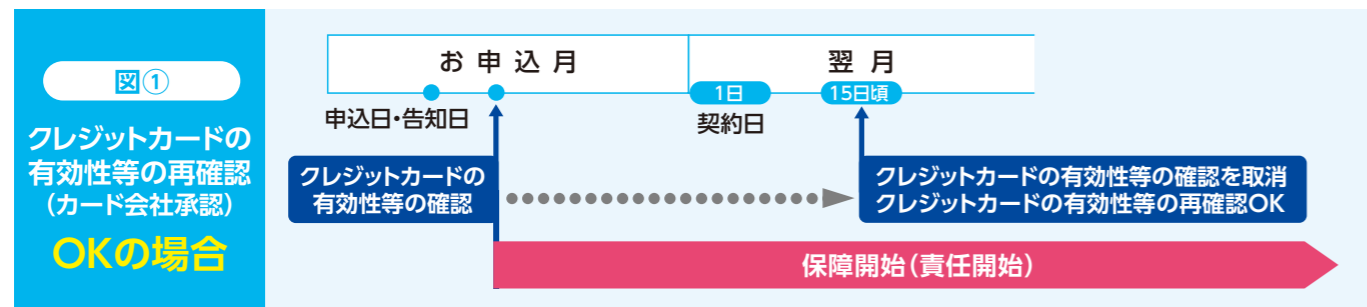 図①
クレジットカードの
有効性等の再確認
(カード会社承認)
OKの場合
お申込月
翌月
1日
15日頃
申込日・告知日
契約日
クレジットカードの
有効性等の確認
クレジットカードの有効性等の確認を取消
クレジットカードの有効性等の再確認OK
保障開始(責任開始)